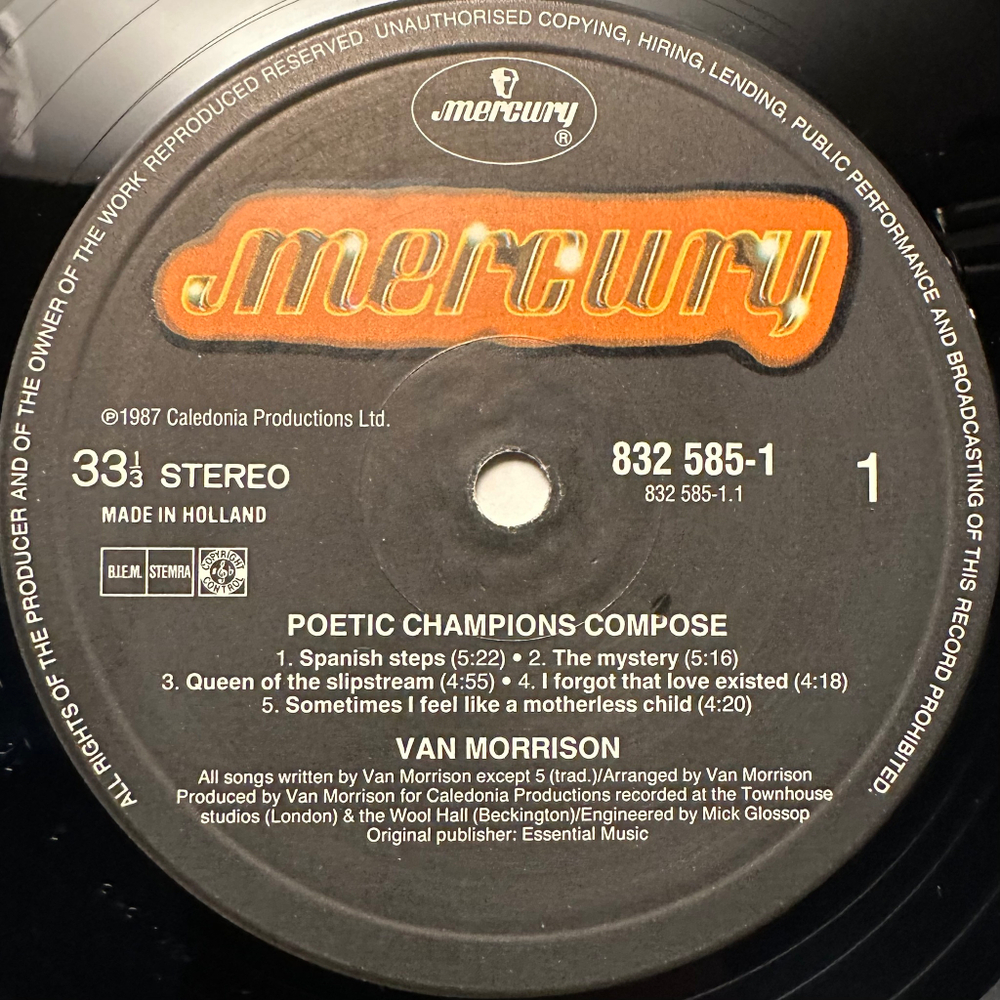 ALL RIGHTS OF THE PRODUCER AND OF THE OWNER OF THE WORK REPRODUCED RESERVED. UNAUTHORISED COPYING, HIRING, LENDING, PUBLIC PERFORMANCE AND BROADCASTING OF THIS RECORD PROHIBITED.
mercury
®
mercury
℗1987 Caledonia Productions Ltd.
33⅓ STEREO
MADE IN HOLLAND
B.I.E.M. STEMRA COPYRIGHT CONTROL
832 585-1
832 585-1.1
1
POETIC CHAMPIONS COMPOSE
1. Spanish steps (5:22) • 2. The mystery (5:16)
3. Queen of the slipstream (4:55) • 4. I forgot that love existed (4:18)
5. Sometimes I feel like a motherless child (4:20)
VAN MORRISON
All songs written by Van Morrison except 5 (trad.)/Arranged by Van Morrison
Produced by Van Morrison for Caledonia Productions recorded at the Townhouse
studios (London) & the Wool Hall (Beckington)/Engineered by Mick Glossop
Original publisher: Essential Music